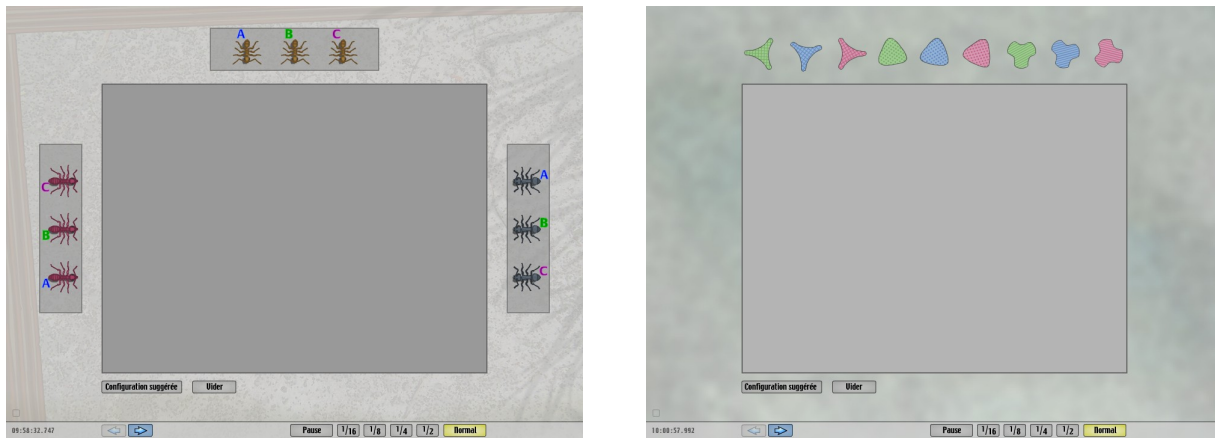 A B C
C
B
A
A
B
C
Configuration suggérée Vider
09:58:32.747 Pause 1/16 1/8 1/4 1/2 Normal
Configuration suggérée Vider
10:00:57.992 Pause 1/16 1/8 1/4 1/2 Normal